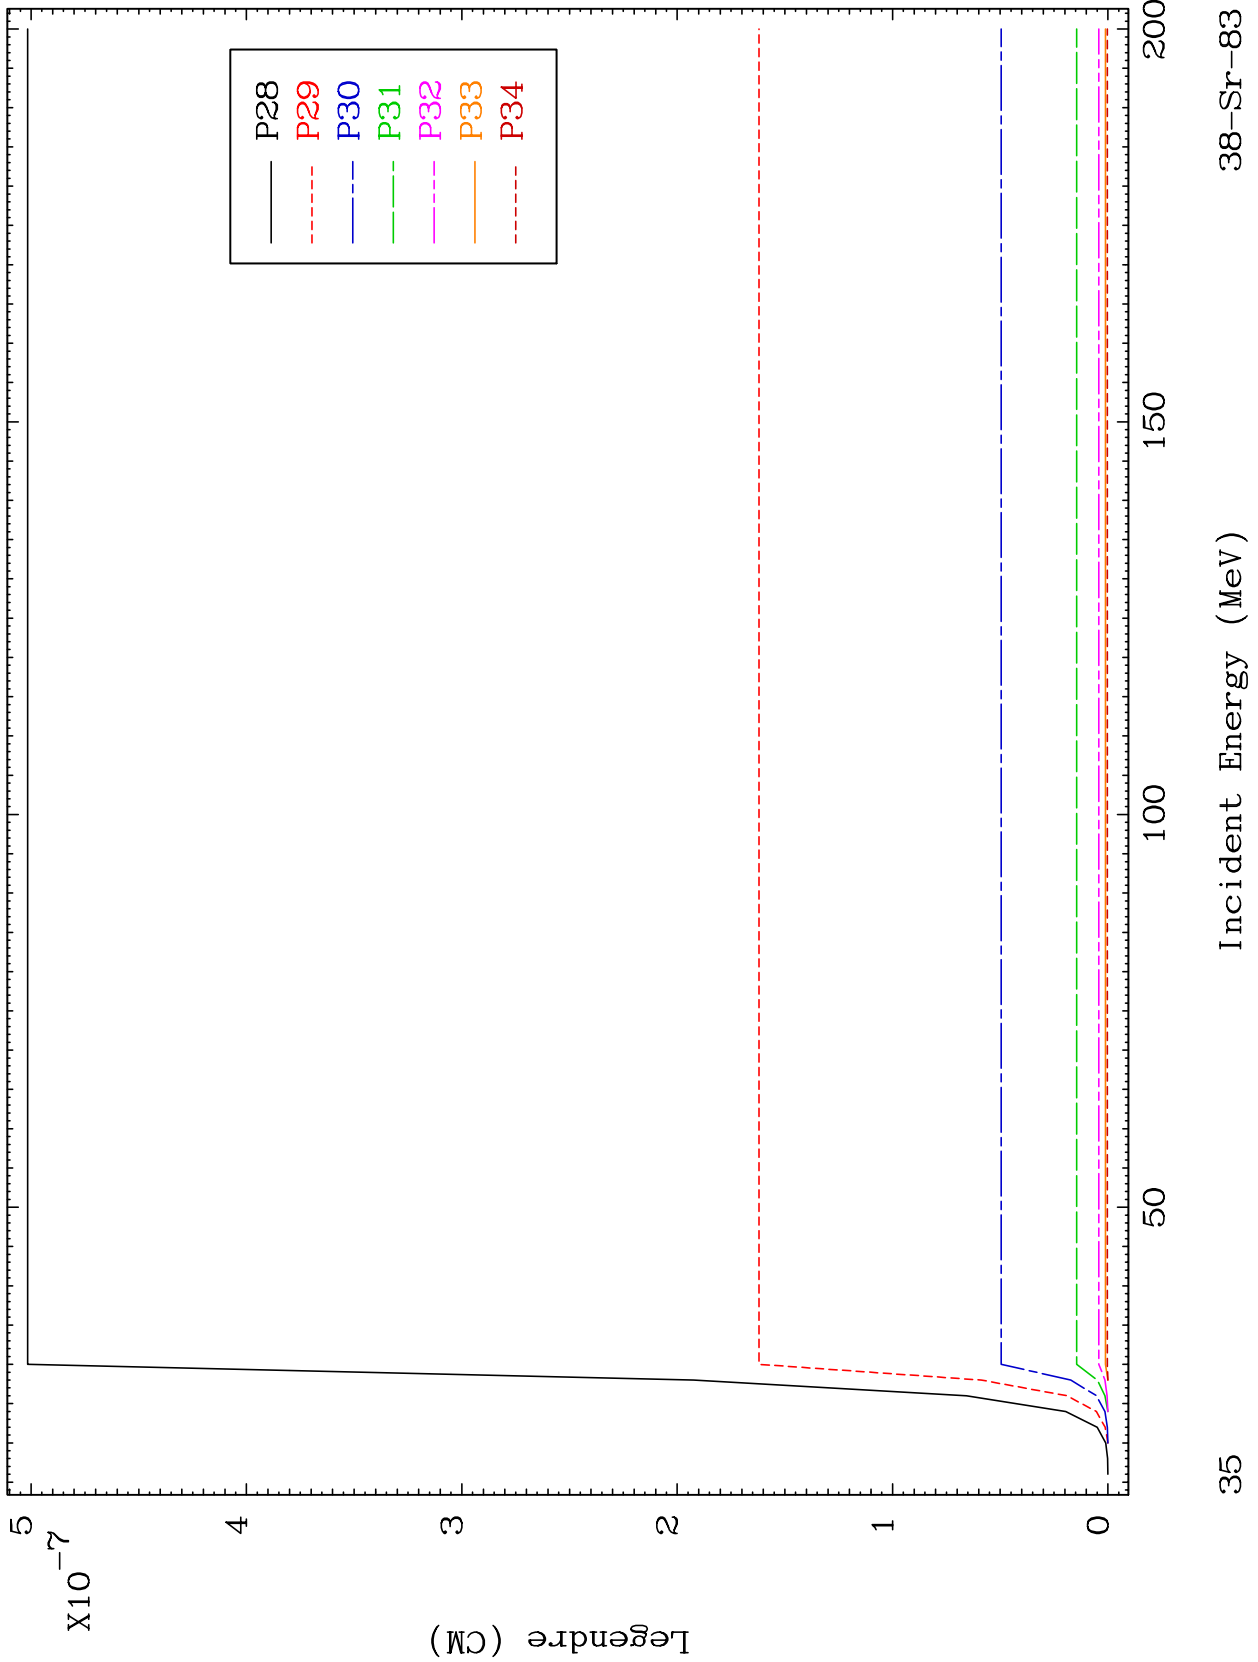 X10
-7
5
4
3
2
1
0
Legendre (CM)
P28
P29
P30
P31
P32
P33
P34
50
100
150
200
35
Incident Energy (MeV)
38-Sr-83